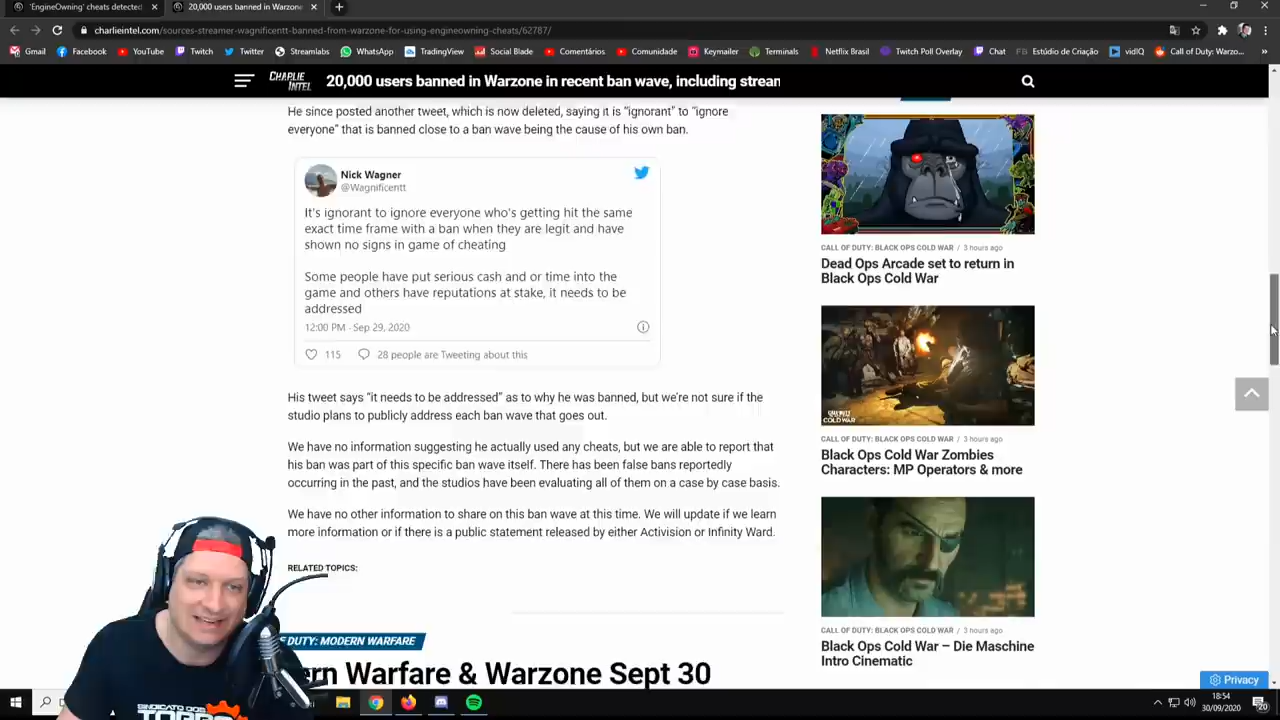 'EngineOwning' cheats detected
20,000 users banned in Warzone
charlieintel.com/sources-streamer-wagnificentt-banned-from-warzone-for-using-engineowning-cheats/62787/
Gmail Facebook YouTube Twitch Twitter Streamlabs WhatsApp TradingView Social Blade Comentários Comunidade Keymailer Terminals Netflix Brasil Twitch Poll Overlay Chat Estúdio de Criação vidIQ Call of Duty: Warzo...
CHARLIE INTEL
20,000 users banned in Warzone in recent ban wave, including stream
He since posted another tweet, which is now deleted, saying it is “ignorant” to “ignore
everyone” that is banned close to a ban wave being the cause of his own ban.
Nick Wagner
@Wagnificentt
It's ignorant to ignore everyone who's getting hit the same
exact time frame with a ban when they are legit and have
shown no signs in game of cheating
Some people have put serious cash and or time into the
game and others have reputations at stake, it needs to be
addressed
12:00 PM · Sep 29, 2020
115 28 people are Tweeting about this
His tweet says “it needs to be addressed” as to why he was banned, but we're not sure if the
studio plans to publicly address each ban wave that goes out.
We have no information suggesting he actually used any cheats, but we are able to report that
his ban was part of this specific ban wave itself. There has been false bans reportedly
occurring in the past, and the studios have been evaluating all of them on a case by case basis.
We have no other information to share on this ban wave at this time. We will update if we learn
more information or if there is a public statement released by either Activision or Infinity Ward.
RELATED TOPICS:
DUTY: MODERN WARFARE
ern Warfare & Warzone Sept 30
CALL OF DUTY: BLACK OPS COLD WAR / 3 hours ago
Dead Ops Arcade set to return in
Black Ops Cold War
CALL OF DUTY
COLD WAR
CALL OF DUTY: BLACK OPS COLD WAR / 3 hours ago
Black Ops Cold War Zombies
Characters: MP Operators & more
CALL OF DUTY: BLACK OPS COLD WAR / 3 hours ago
Black Ops Cold War – Die Maschine
Intro Cinematic
Privacy
SINDICATO DOS
TORRO
18:54
30/09/2020
20